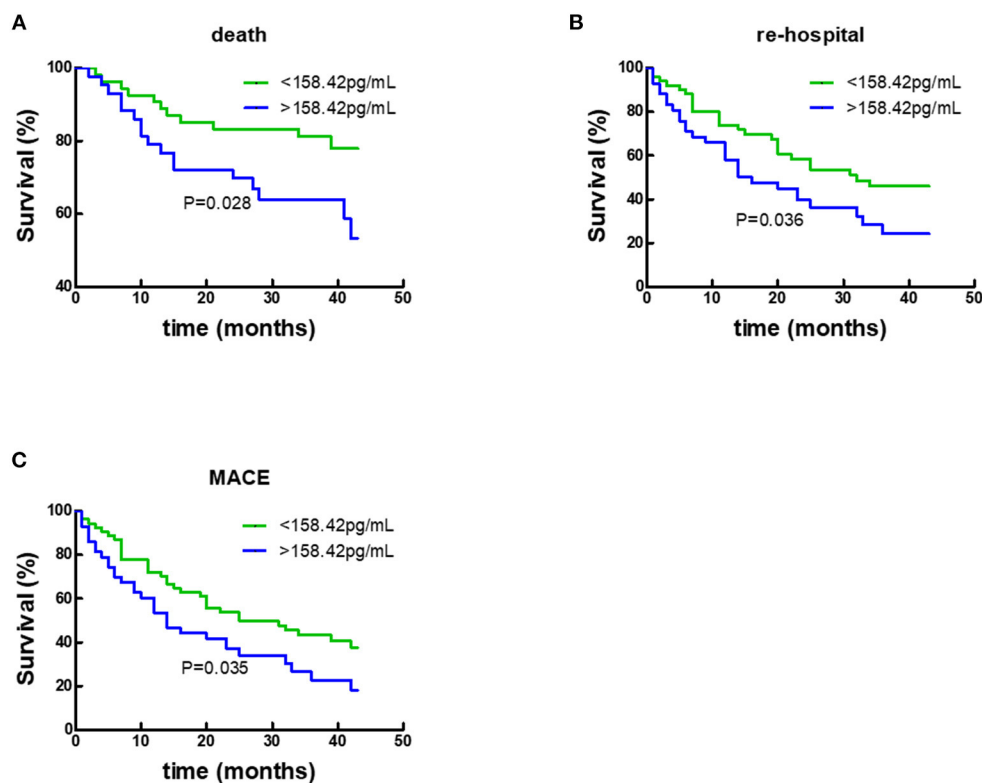 A
death
<158.42pg/mL
>158.42pg/mL
P=0.028
Survival (%)
100
80
60
40
0
10
20
30
40
50
time (months)
B
re-hospital
<158.42pg/mL
>158.42pg/mL
P=0.036
Survival (%)
100
80
60
40
20
0
0
10
20
30
40
50
time (months)
C
MACE
<158.42pg/mL
>158.42pg/mL
P=0.035
Survival (%)
100
80
60
40
20
0
0
10
20
30
40
50
time (months)